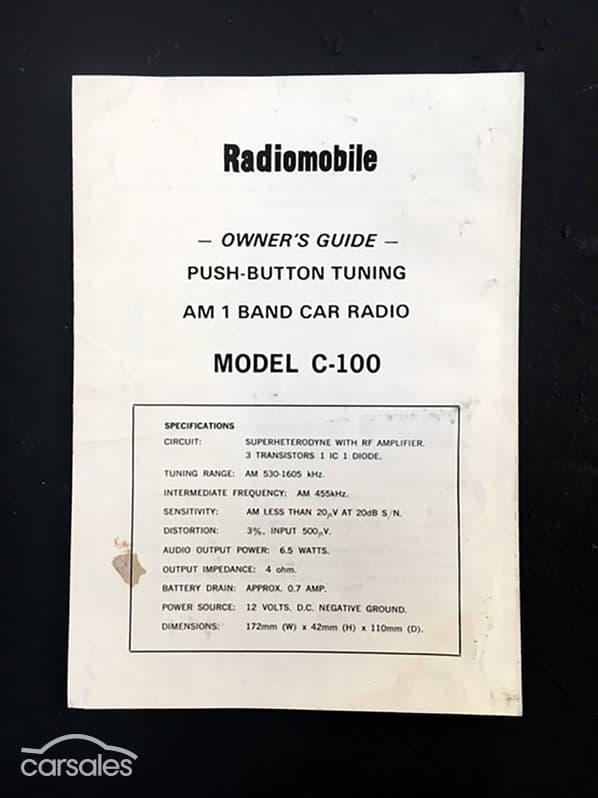 Radiomobile
— OWNER'S GUIDE —
PUSH-BUTTON TUNING
AM 1 BAND CAR RADIO
MODEL C-100
SPECIFICATIONS
CIRCUIT: SUPERHETERODYNE WITH RF AMPLIFIER.
3 TRANSISTORS 1 IC 1 DIODE.
TUNING RANGE: AM 530-1605 kHz.
INTERMEDIATE FREQUENCY: AM 455kHz.
SENSITIVITY: AM LESS THAN 20µV AT 20dB S/N.
DISTORTION: 3%, INPUT 500µV.
AUDIO OUTPUT POWER: 6.5 WATTS.
OUTPUT IMPEDANCE: 4 ohm.
BATTERY DRAIN: APPROX. 0.7 AMP.
POWER SOURCE: 12 VOLTS. D.C. NEGATIVE GROUND.
DIMENSIONS: 172mm (W) x 42mm (H) x 110mm (D).
carsales